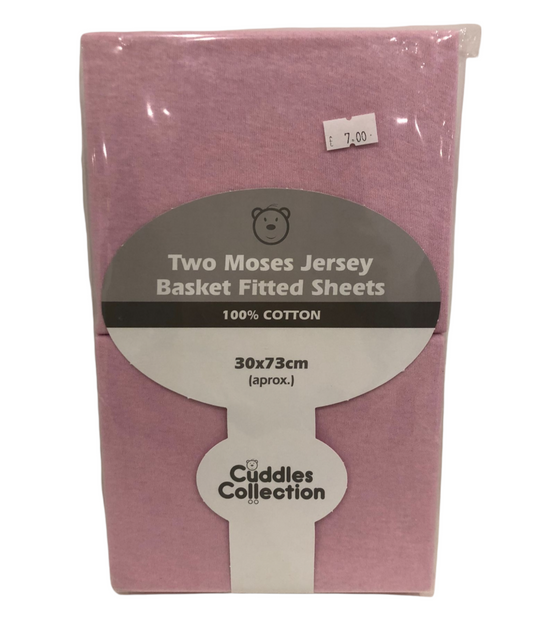 £ 7.00
Two Moses Jersey
Basket Fitted Sheets
100% COTTON
30x73cm
(aprox.)
Cuddles
Collection